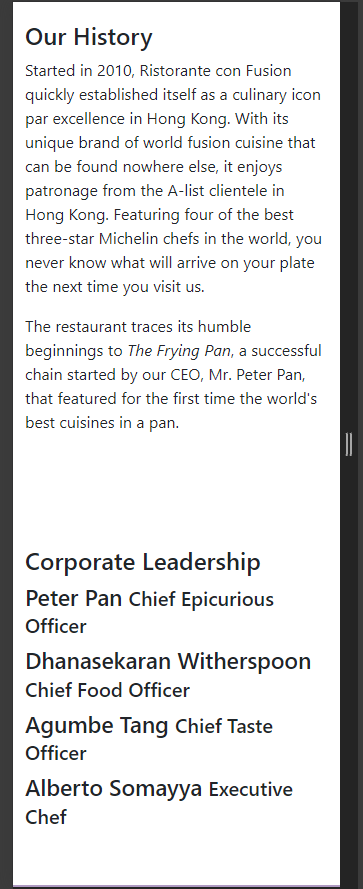 Our History
Started in 2010, Ristorante con Fusion
quickly established itself as a culinary icon
par excellence in Hong Kong. With its
unique brand of world fusion cuisine that
can be found nowhere else, it enjoys
patronage from the A-list clientele in
Hong Kong. Featuring four of the best
three-star Michelin chefs in the world, you
never know what will arrive on your plate
the next time you visit us.
The restaurant traces its humble
beginnings to The Frying Pan, a successful
chain started by our CEO, Mr. Peter Pan,
that featured for the first time the world's
best cuisines in a pan.
Corporate Leadership
Peter Pan Chief Epicurious
Officer
Dhanasekaran Witherspoon
Chief Food Officer
Agumbe Tang Chief Taste
Officer
Alberto Somayya Executive
Chef